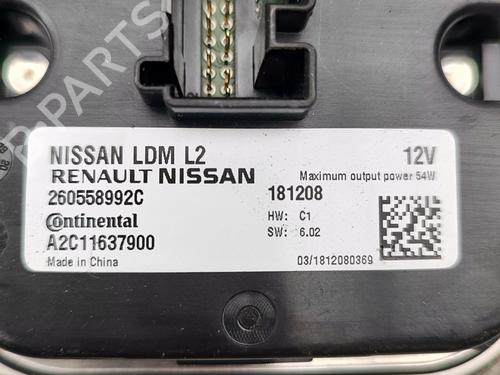 NISSAN LDM L2 12V
RENAULT NISSAN Maximum output power 54W
260558992C 181208
Continental HW: C1
A2C11637900 SW: 6.02
Made in China 03/1812080369
B-PARTS